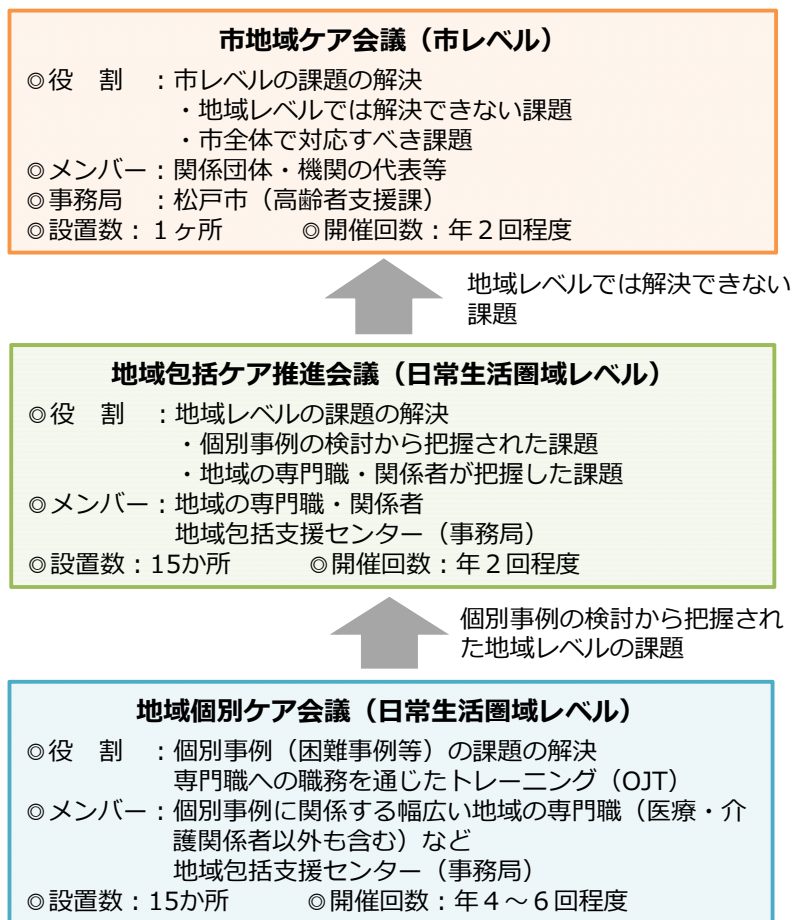 市地域ケア会議（市レベル）
◎役　割　：市レベルの課題の解決
・地域レベルでは解決できない課題
・市全体で対応すべき課題
◎メンバー：関係団体・機関の代表等
◎事務局　：松戸市（高齢者支援課）
◎設置数：１ヶ所　　　◎開催回数：年２回程度
地域レベルでは解決できない
課題
地域包括ケア推進会議（日常生活圏域レベル）
◎役　割　：地域レベルの課題の解決
・個別事例の検討から把握された課題
・地域の専門職・関係者が把握した課題
◎メンバー：地域の専門職・関係者
地域包括支援センター（事務局）
◎設置数：15か所　　　◎開催回数：年２回程度
個別事例の検討から把握され
た地域レベルの課題
地域個別ケア会議（日常生活圏域レベル）
◎役　割　：個別事例（困難事例等）の課題の解決
専門職への職務を通じたトレーニング（OJT）
◎メンバー：個別事例に関係する幅広い地域の専門職（医療・介
護関係者以外も含む）など
地域包括支援センター（事務局）
◎設置数：15か所　　　◎開催回数：年４～６回程度